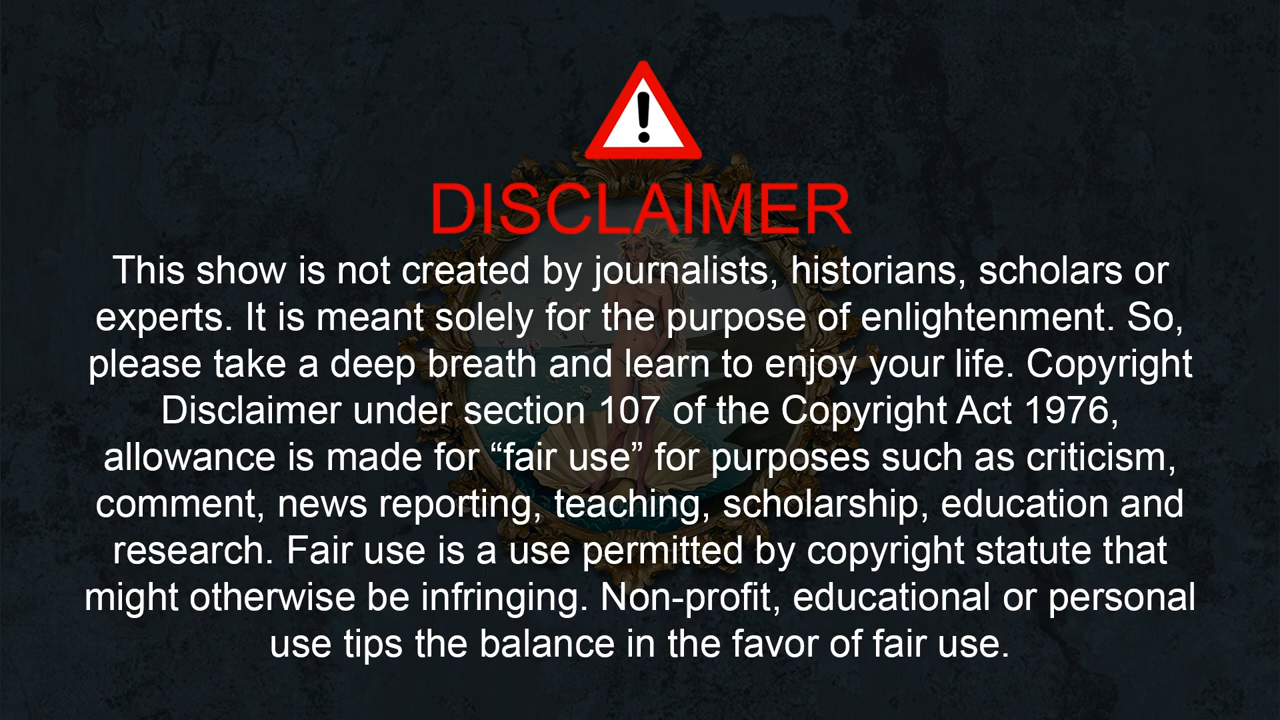 DISCLAIMER
This show is not created by journalists, historians, scholars or
experts. It is meant solely for the purpose of enlightenment. So,
please take a deep breath and learn to enjoy your life. Copyright
Disclaimer under section 107 of the Copyright Act 1976,
allowance is made for “fair use” for purposes such as criticism,
comment, news reporting, teaching, scholarship, education and
research. Fair use is a use permitted by copyright statute that
might otherwise be infringing. Non-profit, educational or personal
use tips the balance in the favor of fair use.